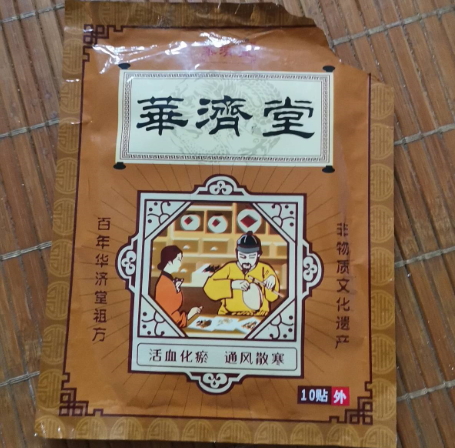 華濟堂
百年华济堂祖方
非物质文化遗产
活血化瘀 通风散寒
10贴 外